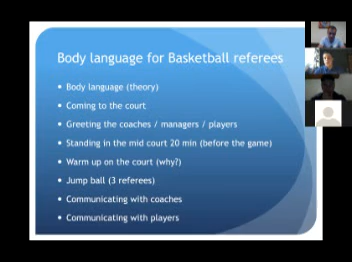 Body language for Basketball referees
• Body language (theory)
• Coming to the court
• Greeting the coaches / managers / players
• Standing in the mid court 20 min (before the game)
• Warm up on the court (why?)
• Jump ball (3 referees)
• Communicating with coaches
• Communicating with players